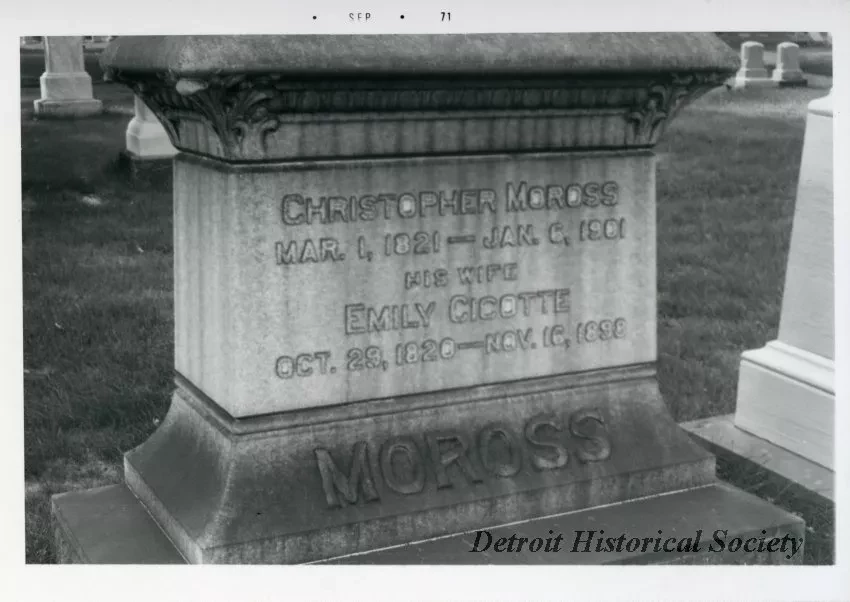 • SEP • 71
CHRISTOPHER MOROSS
MAR. 1, 1821 — JAN. 6, 1901
HIS WIFE
EMILY CICOTTE
OCT. 29, 1820 — NOV. 16, 1898
MOROSS
Detroit Historical Society